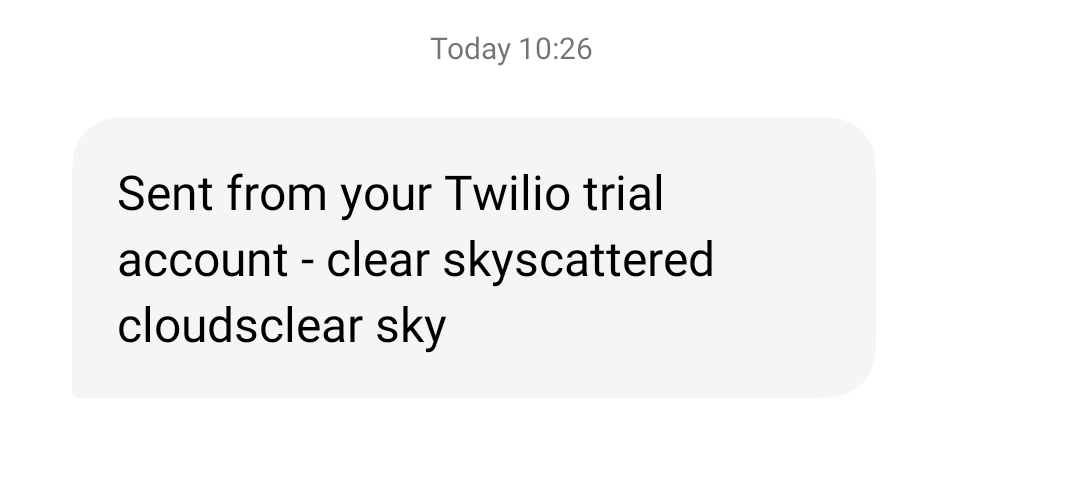 Today 10:26
Sent from your Twilio trial
account - clear skyscattered
cloudsclear sky